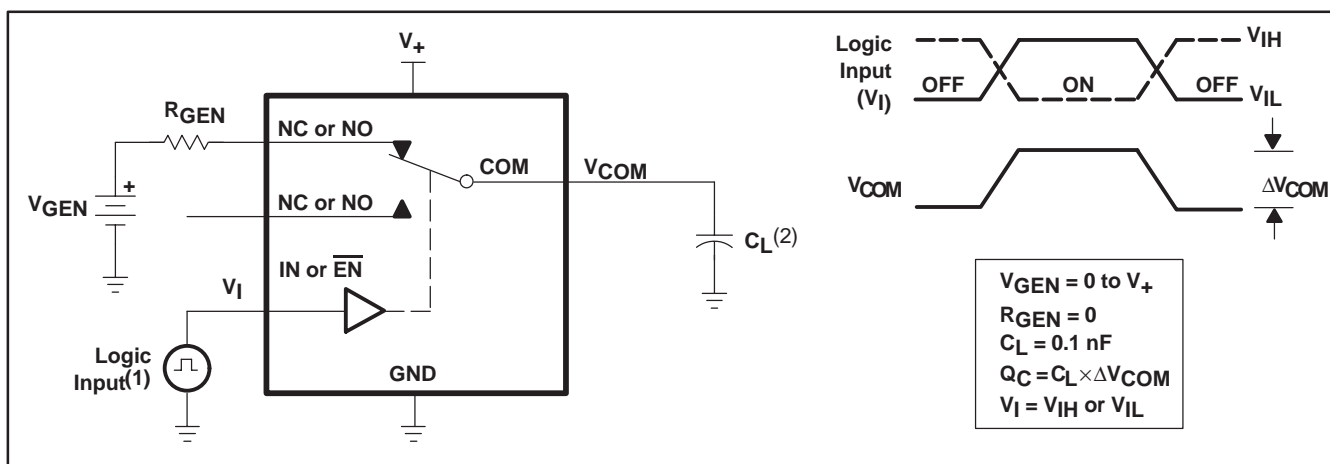 V+
RGEN
NC or NO
COM
VCOM
VGEN
+
NC or NO
CL(2)
IN or E̅N̅
VI
Logic
Input(1)
GND
Logic
Input
(VI)
OFF
ON
OFF
VIH
VIL
VCOM
ΔVCOM
VGEN = 0 to V+
RGEN = 0
CL = 0.1 nF
QC = CL × ΔVCOM
VI = VIH or VIL